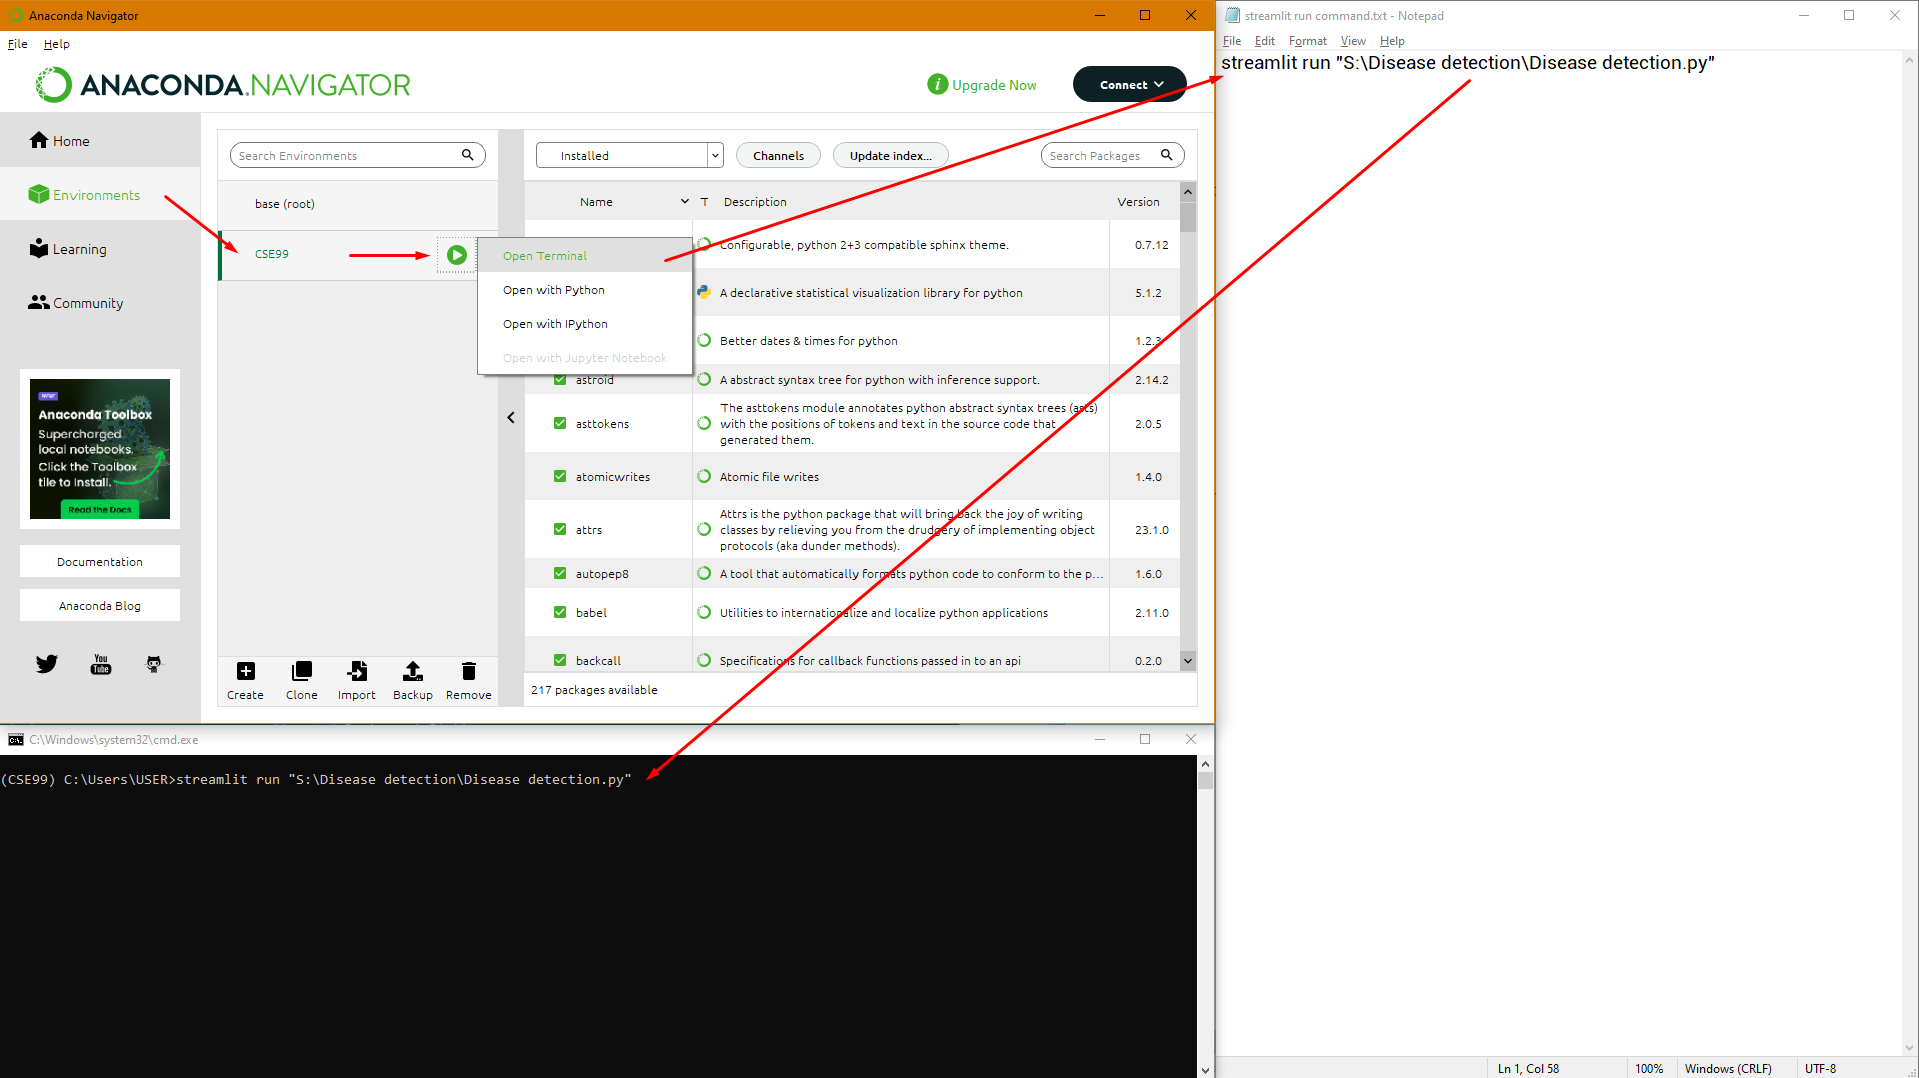 Anaconda Navigator
File Help
ANACONDA.NAVIGATOR
i Upgrade Now
Connect
Home
Environments
Learning
Community
NEW
Anaconda Toolbox
Supercharged
local notebooks.
Click the Toolbox
tile to Install.
Read the Docs
Documentation
Anaconda Blog
You
Tube
Search Environments
base (root)
CSE99
Open Terminal
Open with Python
Open with IPython
Open with Jupyter Notebook
Create Clone Import Backup Remove
Installed
Channels
Update index...
Search Packages
Name T Description Version
Configurable, python 2+3 compatible sphinx theme. 0.7.12
A declarative statistical visualization library for python 5.1.2
Better dates & times for python 1.2.3
astroid A abstract syntax tree for python with inference support. 2.14.2
asttokens The asttokens module annotates python abstract syntax trees (asts)
with the positions of tokens and text in the source code that 2.0.5
generated them.
atomicwrites Atomic file writes 1.4.0
attrs Attrs is the python package that will bring back the joy of writing
classes by relieving you from the drudgery of implementing object 23.1.0
protocols (aka dunder methods).
autopep8 A tool that automatically formats python code to conform to the p... 1.6.0
babel Utilities to internationalize and localize python applications 2.11.0
backcall Specifications for callback functions passed in to an api 0.2.0
217 packages available
C:\Windows\system32\cmd.exe
(CSE99) C:\Users\USER>streamlit run "S:\Disease detection\Disease detection.py"
streamlit run command.txt - Notepad
File Edit Format View Help
streamlit run "S:\Disease detection\Disease detection.py"
Ln 1, Col 58 100% Windows (CRLF) UTF-8